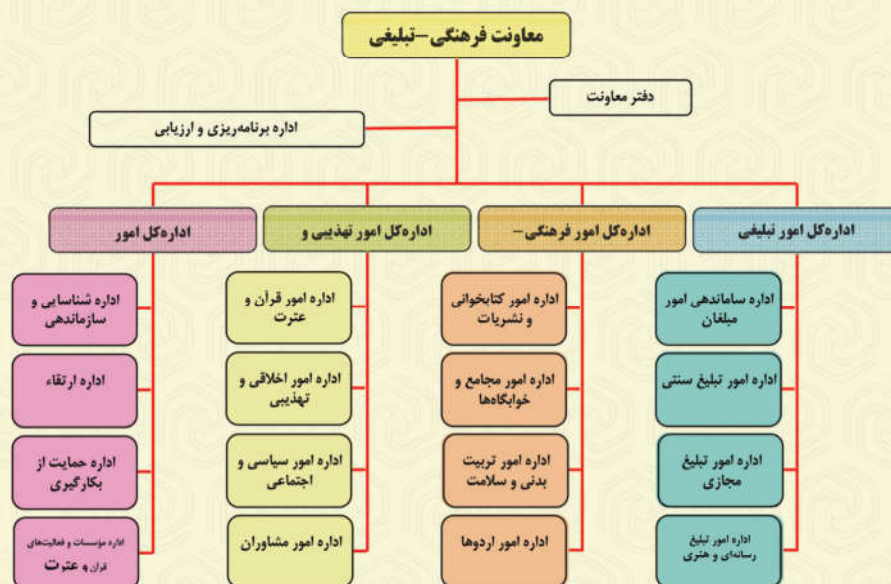 معاونت فرهنگی-تبلیغی
دفتر معاونت
اداره برنامه‌ریزی و ارزیابی
اداره‌کل امور تبلیغی
اداره ساماندهی امور
مبلغان
اداره امور تبلیغ سنتی
اداره امور تبلیغ
مجازی
اداره امور تبلیغ
رسانه‌ای و هنری
اداره‌کل امور فرهنگی-
اداره امور کتابخوانی
و نشریات
اداره امور مجامع و
خوابگاه‌ها
اداره امور تربیت
بدنی و سلامت
اداره امور اردوها
اداره‌کل امور تهذیبی و
اداره امور قرآن و
عترت
اداره امور اخلاقی و
تهذیبی
اداره امور سیاسی و
اجتماعی
اداره امور مشاوران
اداره‌کل امور
اداره شناسایی و
سازماندهی
اداره ارتقاء
اداره حمایت از
بکارگیری
اداره مؤسسات و فعالیت‌های
قران و عترت